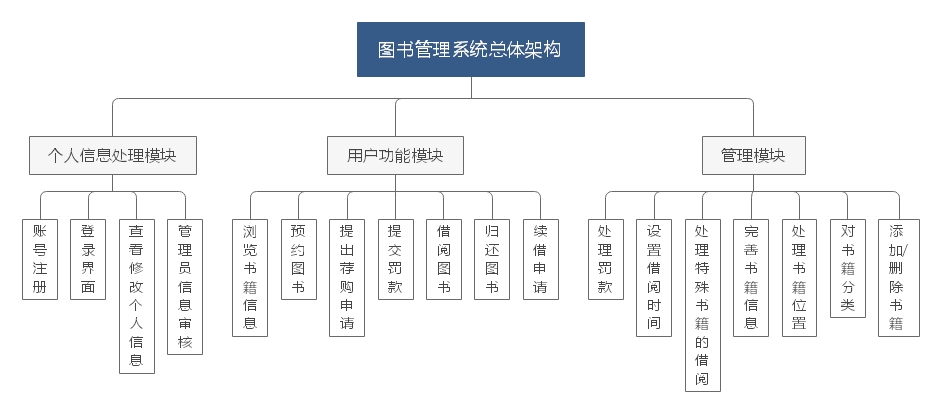 图书管理系统总体架构
个人信息处理模块
用户功能模块
管理模块
账号注册
登录界面
查看修改个人信息
管理员信息审核
浏览书籍信息
预约图书
提出荐购申请
提交罚款
借阅图书
归还图书
续借申请
处理罚款
设置借阅时间
处理特殊书籍的借阅
完善书籍信息
处理书籍位置
对书籍分类
添加/删除书籍